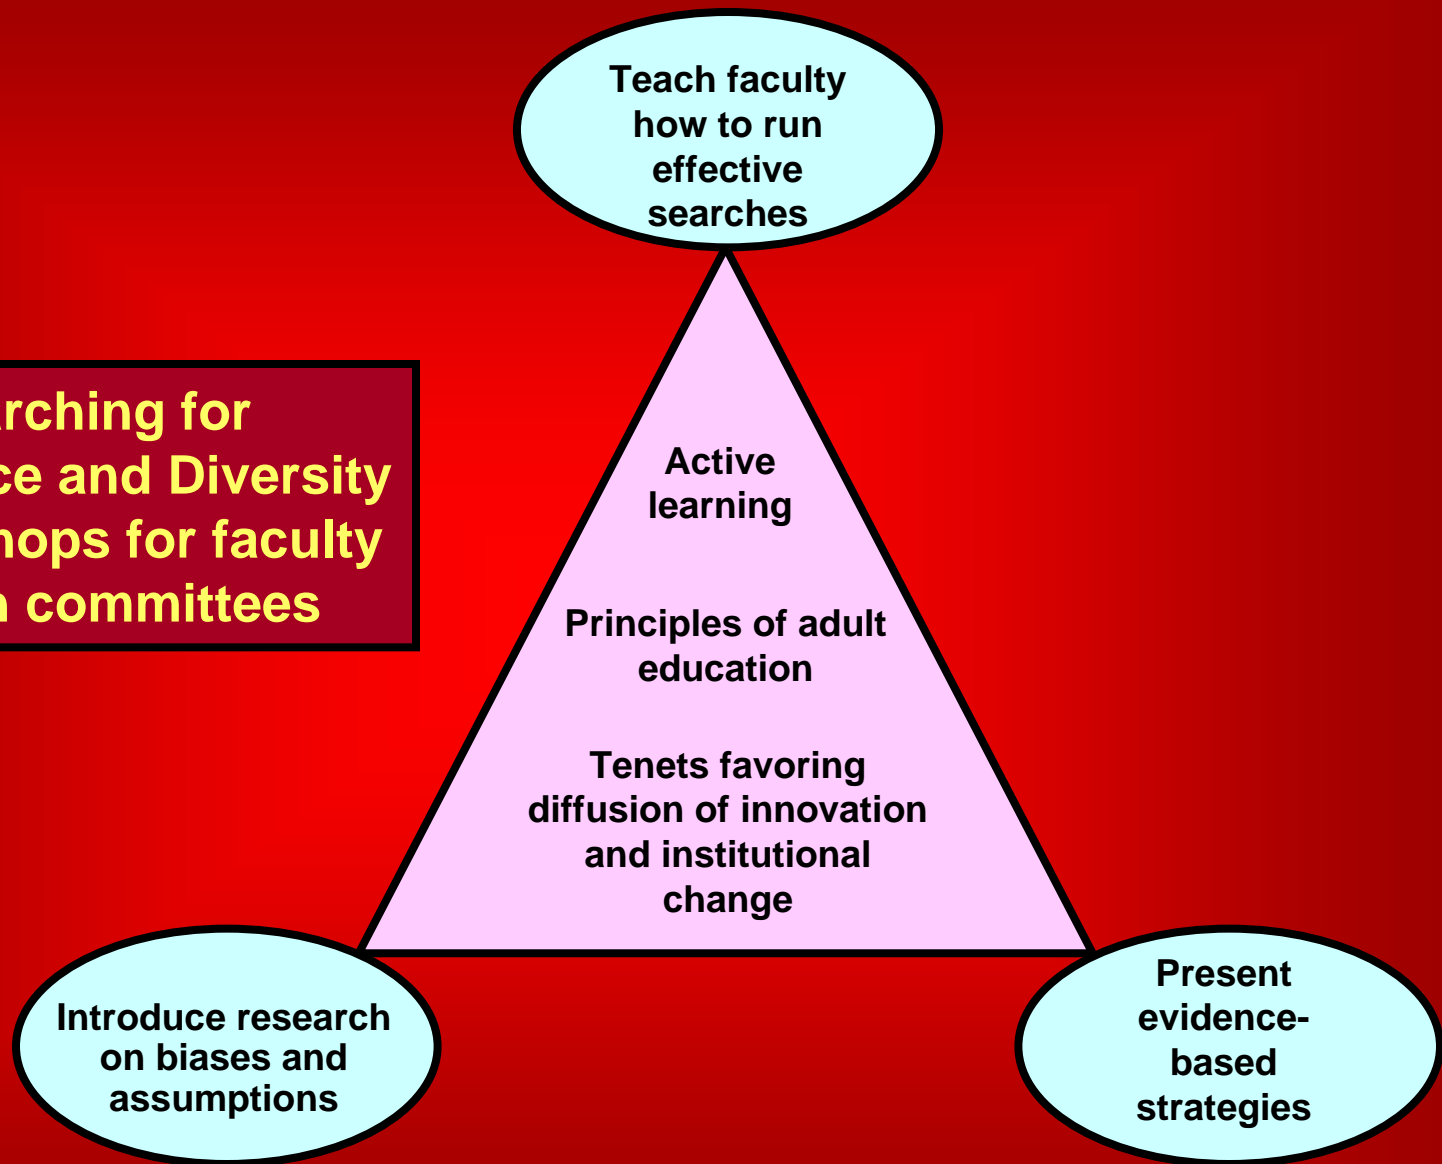 Teach faculty
how to run
effective
searches
rching for
ce and Diversity
hops for faculty
committees
Active
learning
Principles of adult
education
Tenets favoring
diffusion of innovation
and institutional
change
Introduce research
on biases and
assumptions
Present
evidence-
based
strategies